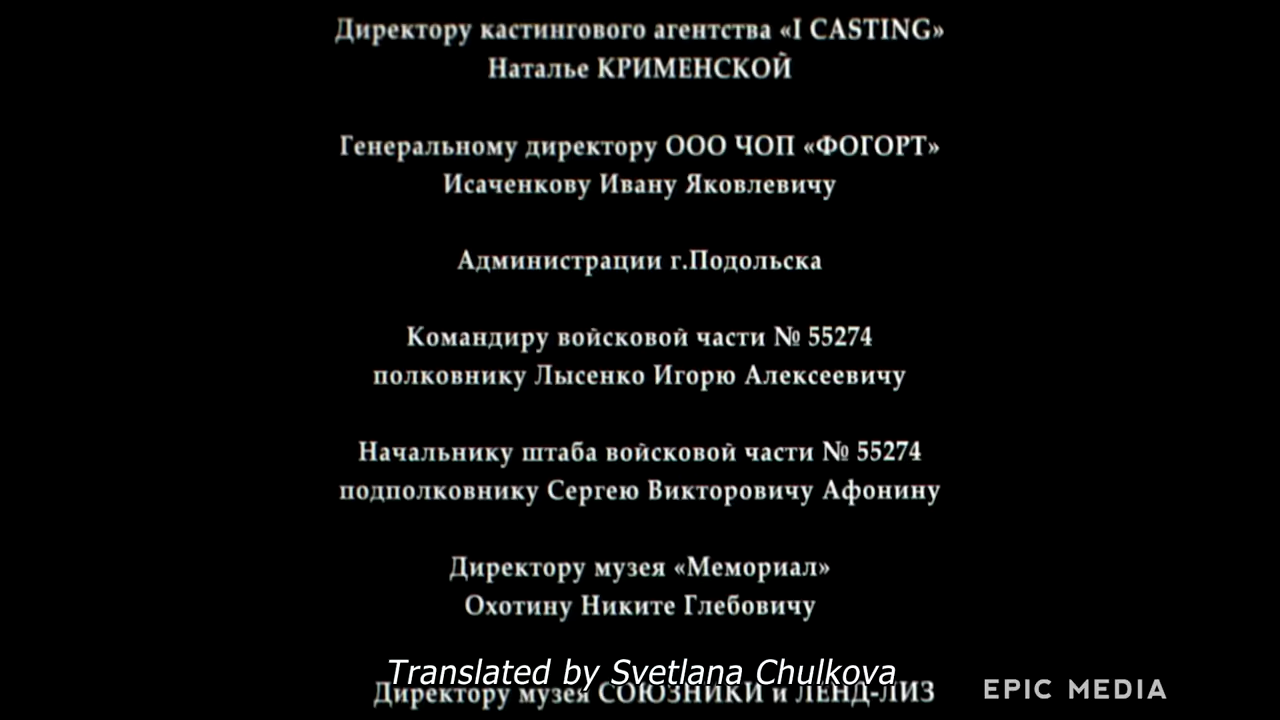 Директору кастингового агентства «I CASTING»
Наталье КРИМЕНСКОЙ
Генеральному директору ООО ЧОП «ФОГОРТ»
Исаченкову Ивану Яковлевичу
Администрации г.Подольска
Командиру войсковой части № 55274
полковнику Лысенко Игорю Алексеевичу
Начальнику штаба войсковой части № 55274
подполковнику Сергею Викторовичу Афонину
Директору музея «Мемориал»
Охотину Никите Глебовичу
Translated by Svetlana Chulkova
Директору музея СОЮЗНИКИ и ЛЕНД-ЛИЗ
EPIC MEDIA